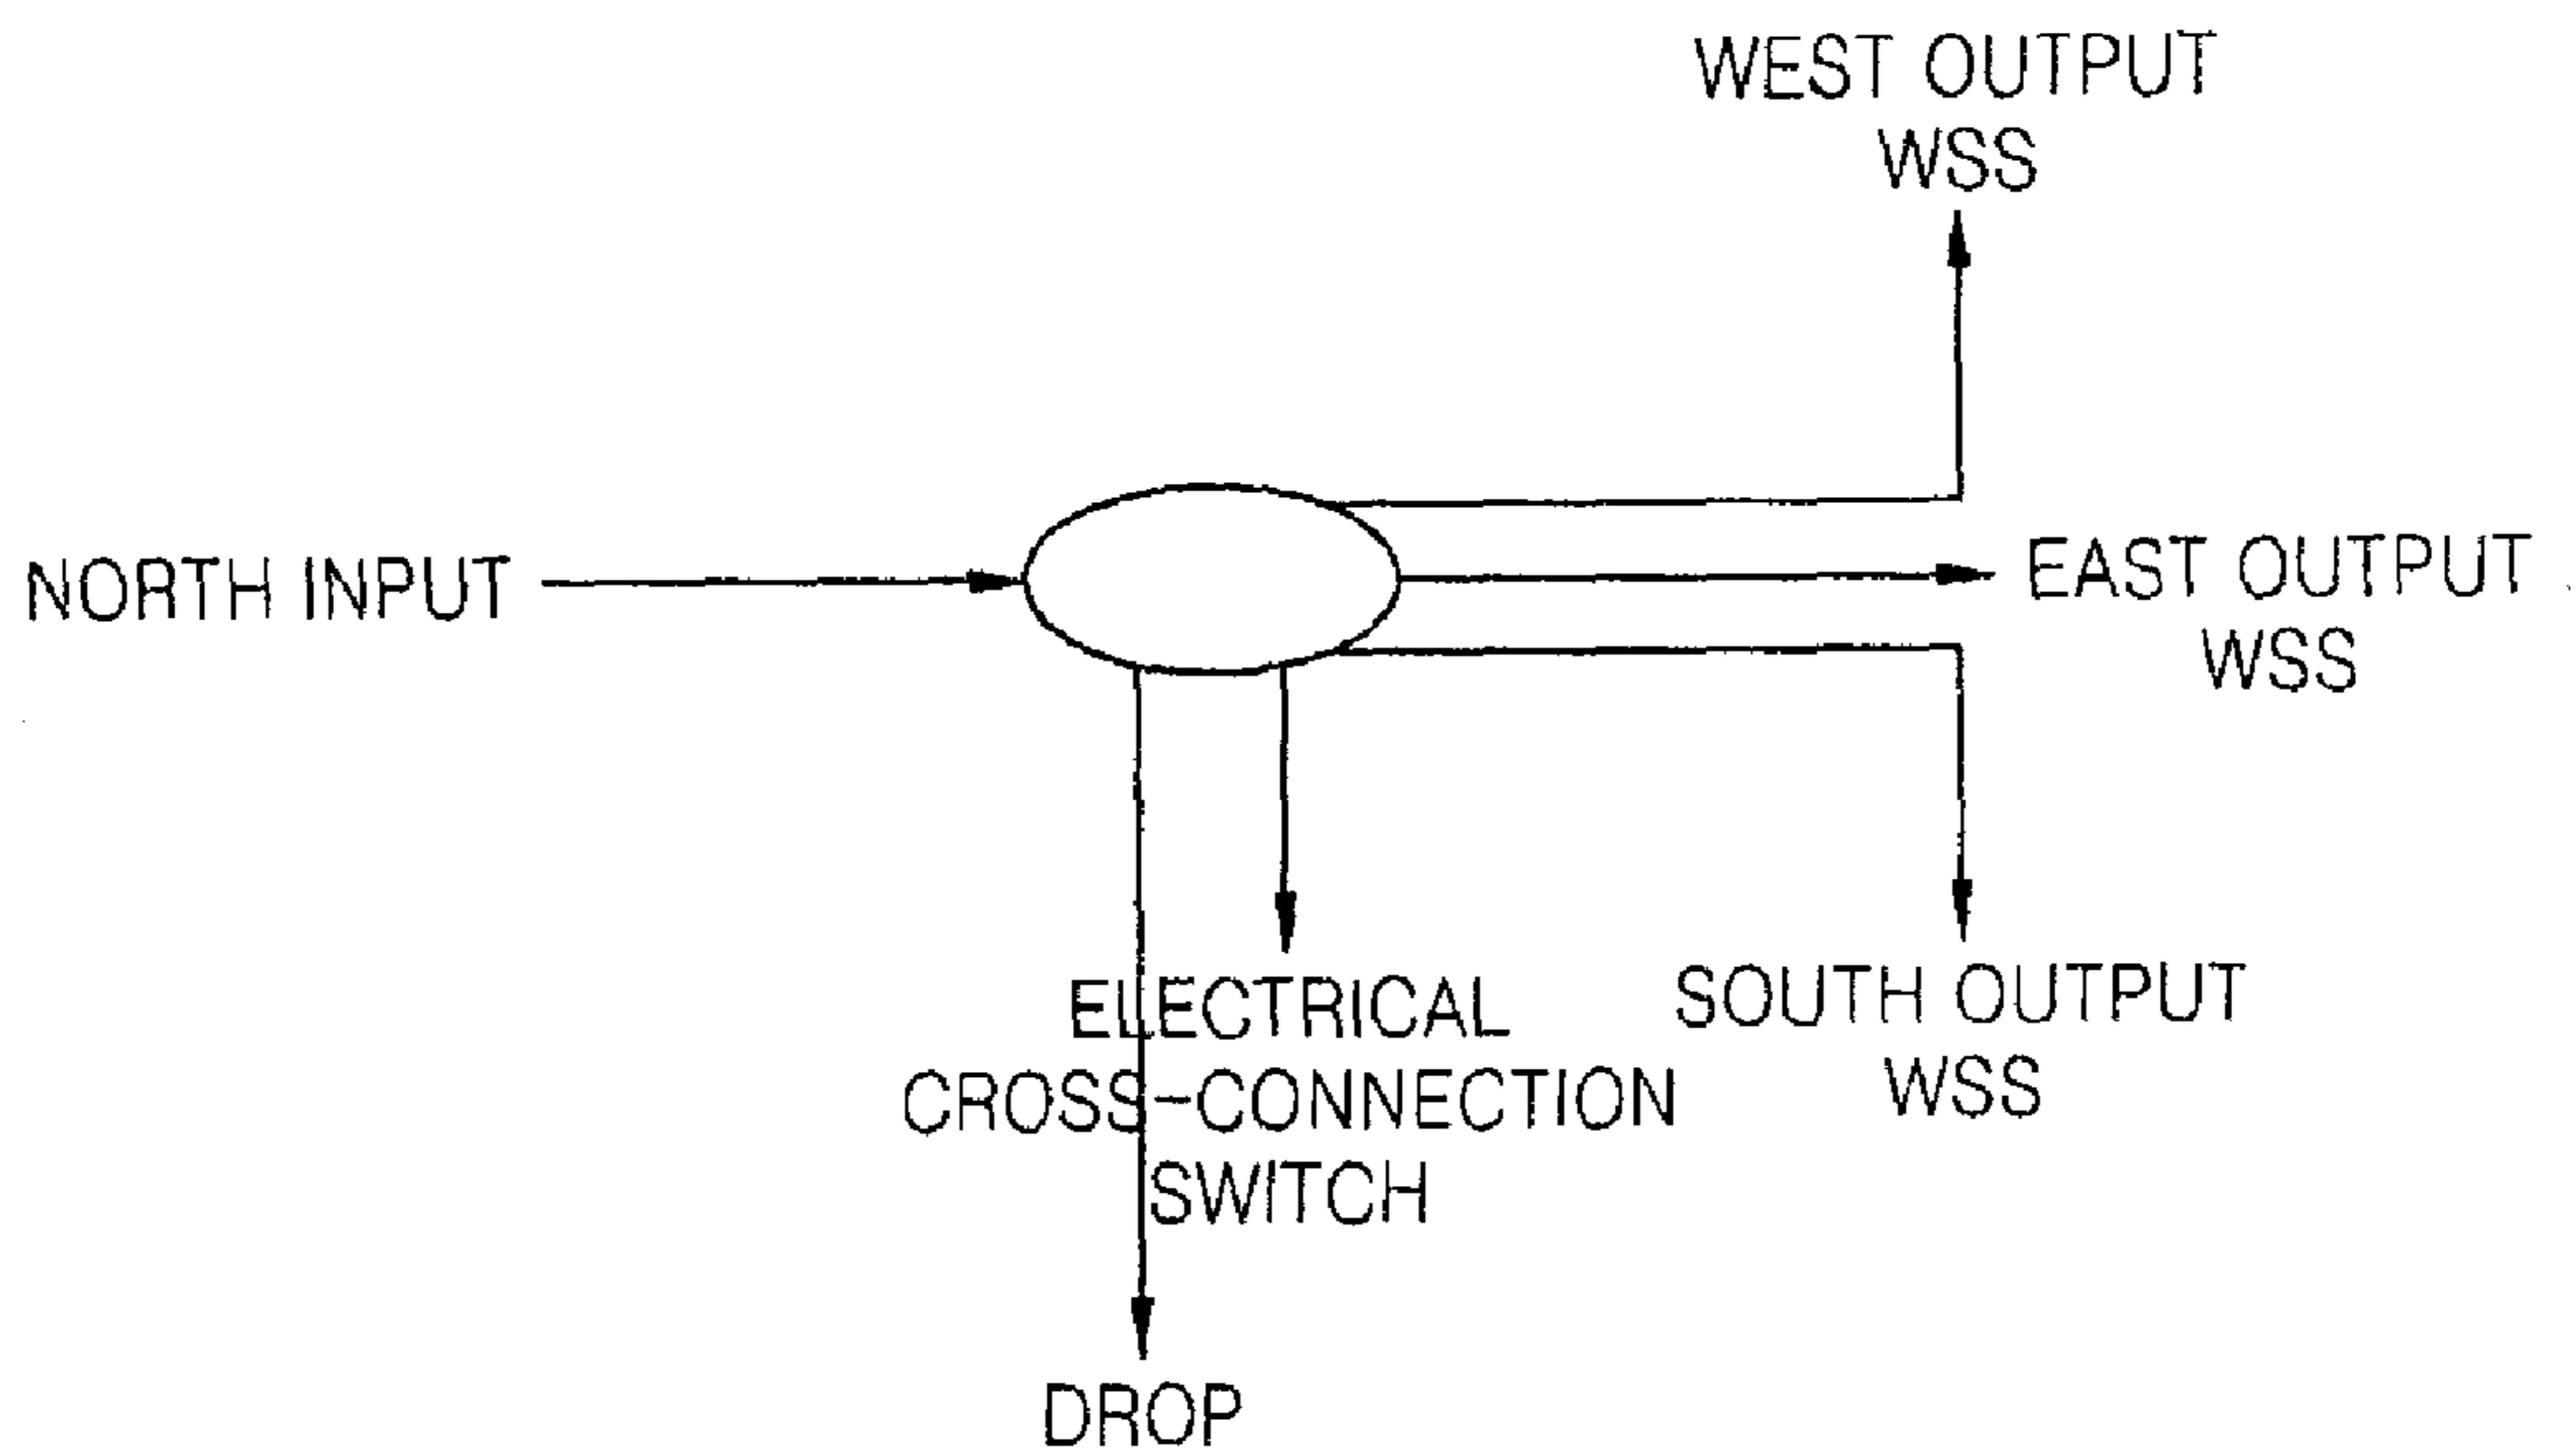 WEST OUTPUT
WSS
NORTH INPUT
EAST OUTPUT
WSS
ELECTRICAL
CROSS-CONNECTION
SWITCH
SOUTH OUTPUT
WSS
DROP